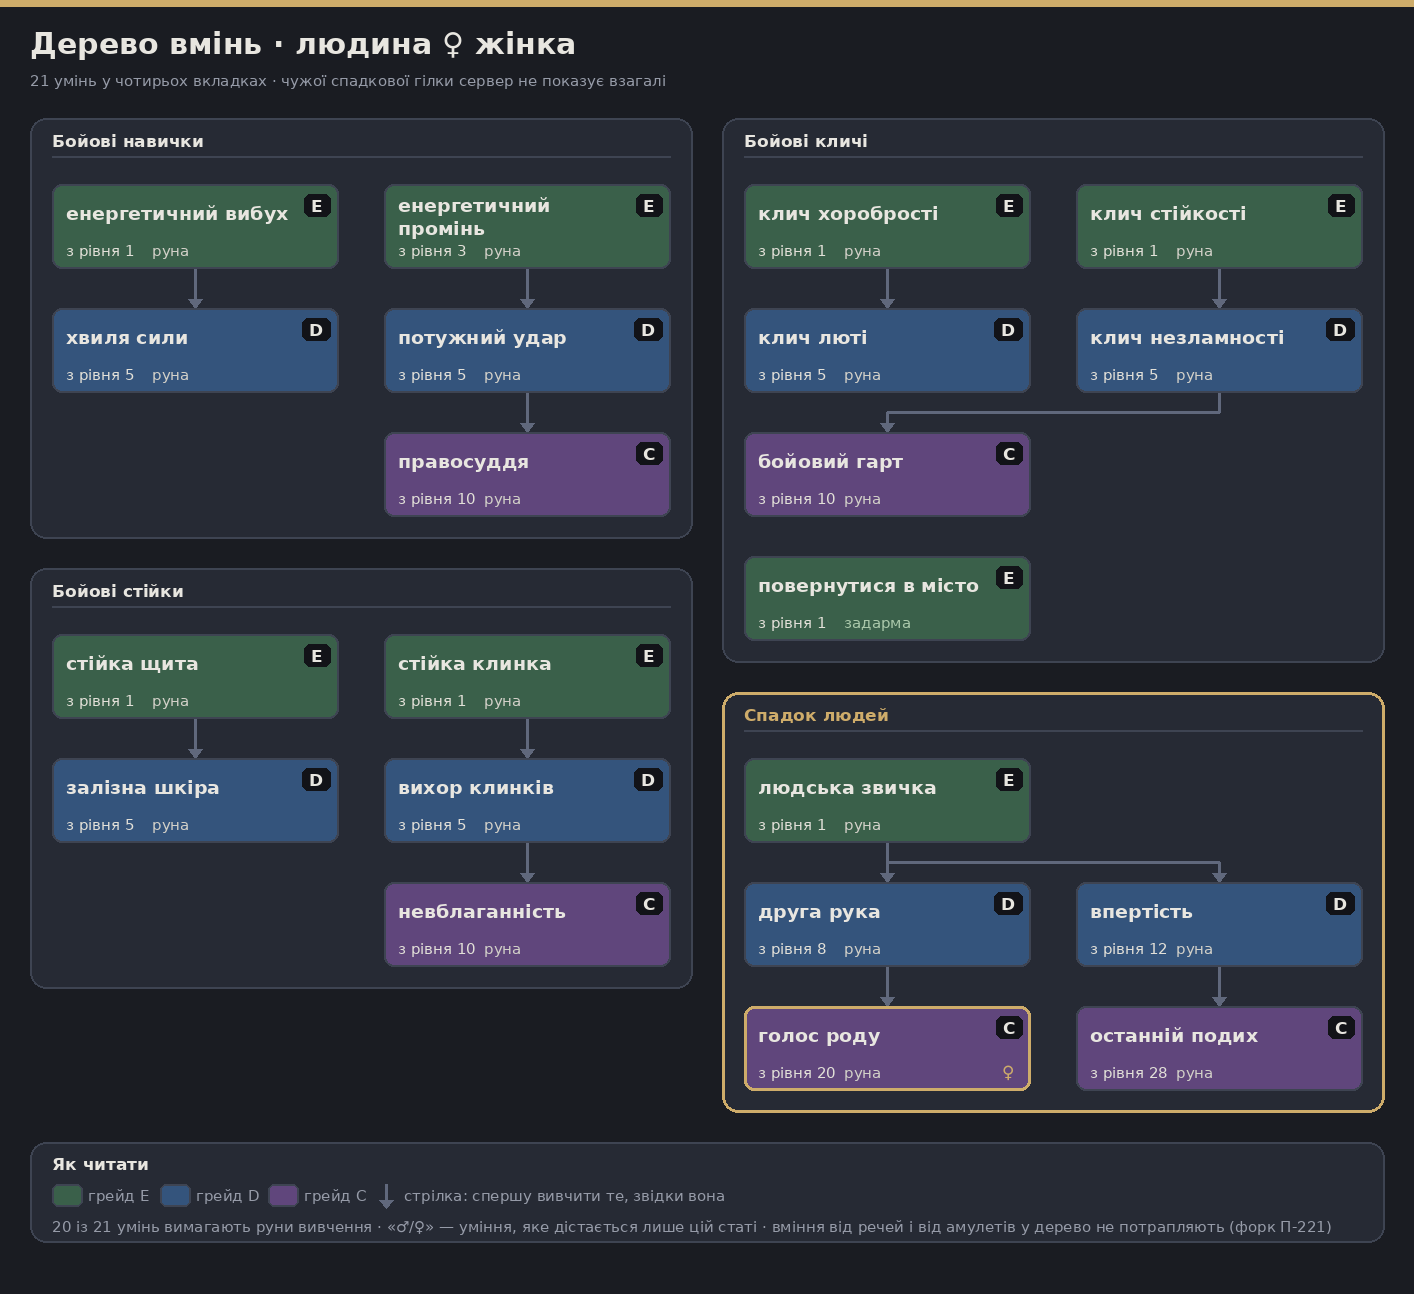 Дерево вмінь · людина ♀ жінка
21 умінь у чотирьох вкладках · чужої спадкової гілки сервер не показує взагалі
Бойові навички
енергетичний вибух E
з рівня 1 руна
енергетичний
промінь E
з рівня 3 руна
хвиля сили D
з рівня 5 руна
потужний удар D
з рівня 5 руна
правосуддя C
з рівня 10 руна
Бойові стійки
стійка щита E
з рівня 1 руна
стійка клинка E
з рівня 1 руна
залізна шкіра D
з рівня 5 руна
вихор клинків D
з рівня 5 руна
невблаганність C
з рівня 10 руна
Бойові кличі
клич хоробрості E
з рівня 1 руна
клич стійкості E
з рівня 1 руна
клич люті D
з рівня 5 руна
клич незламності D
з рівня 5 руна
бойовий гарт C
з рівня 10 руна
повернутися в місто E
з рівня 1 задарма
Спадок людей
людська звичка E
з рівня 1 руна
друга рука D
з рівня 8 руна
впертість D
з рівня 12 руна
голос роду C
з рівня 20 руна ♀
останній подих C
з рівня 28 руна
Як читати
грейд E грейд D грейд C стрілка: спершу вивчити те, звідки вона
20 із 21 умінь вимагають руни вивчення · «♂/♀» — уміння, яке дістається лише цій статі · вміння від речей і від амулетів у дерево не потрапляють (форк П-221)